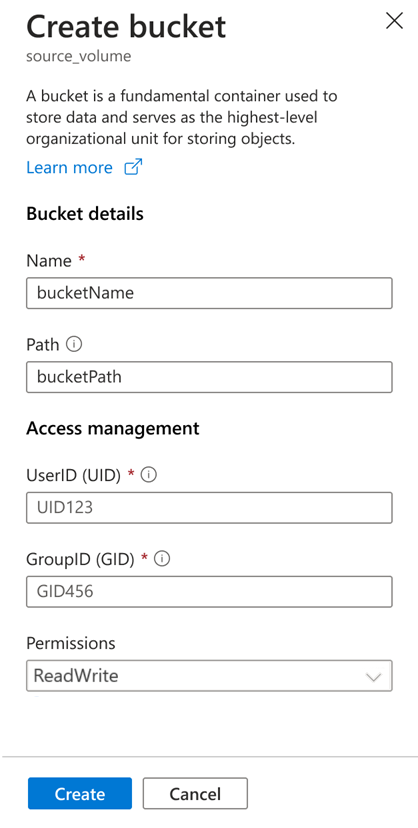 Create bucket
source_volume
A bucket is a fundamental container used to
store data and serves as the highest-level
organizational unit for storing objects.
Learn more
Bucket details
Name *
bucketName
Path
bucketPath
Access management
UserID (UID) *
UID123
GroupID (GID) *
GID456
Permissions
ReadWrite
Create Cancel